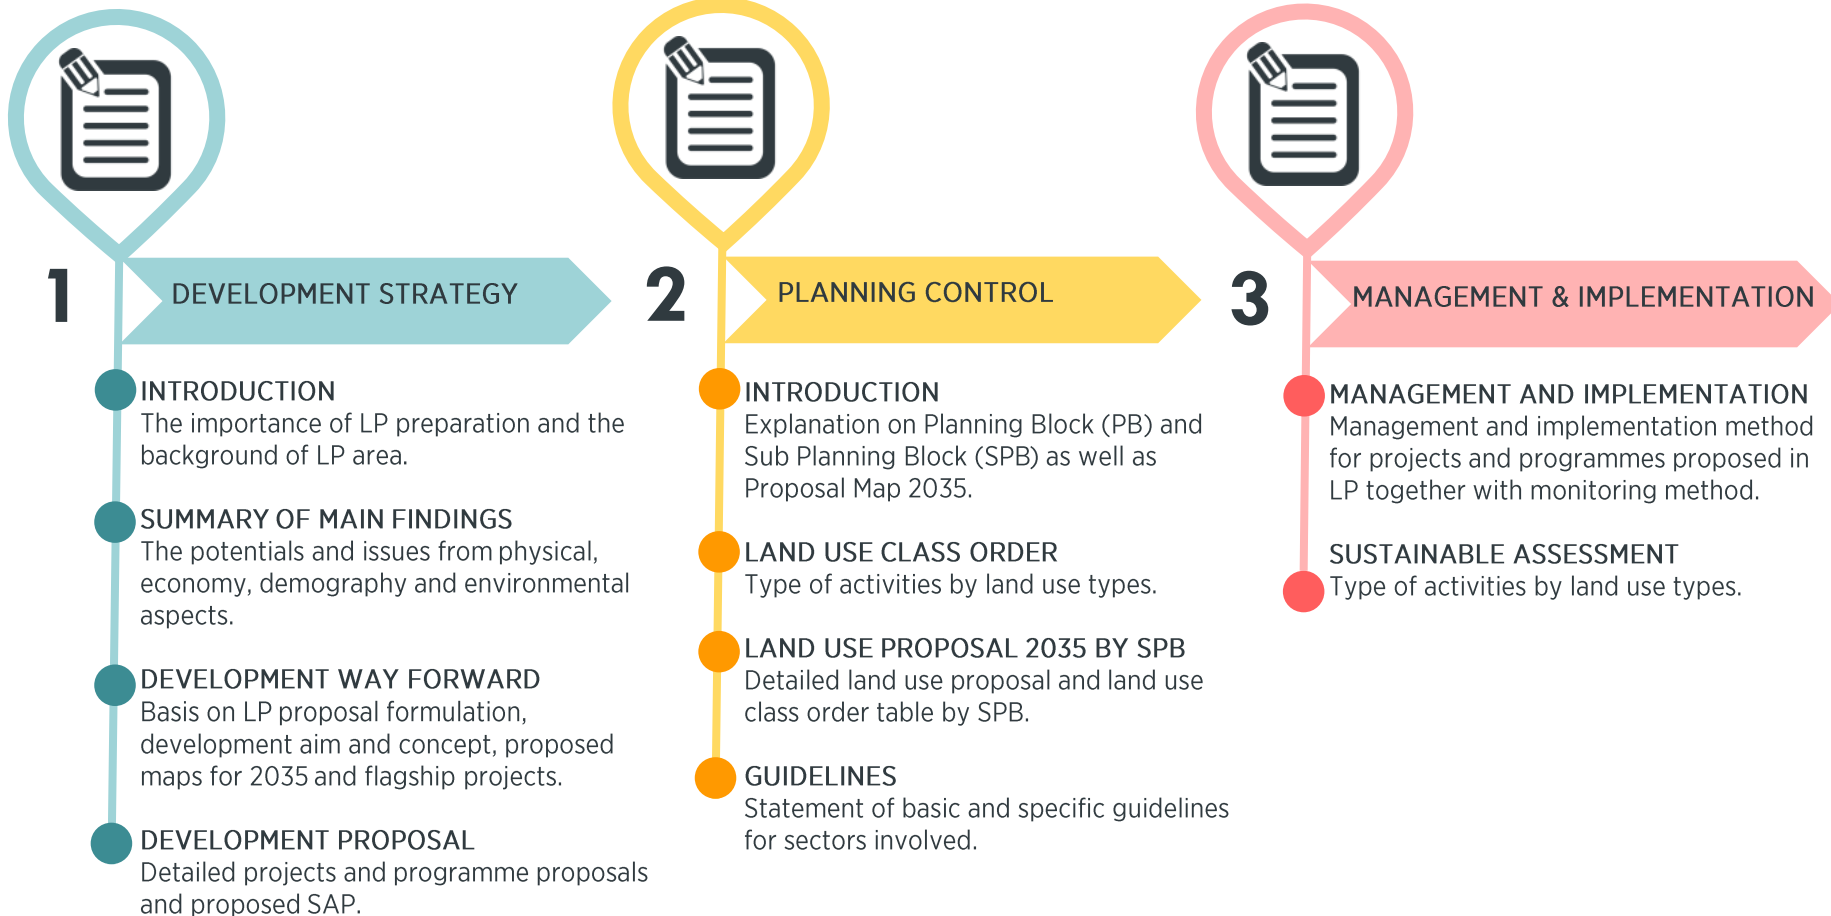 1
DEVELOPMENT STRATEGY
INTRODUCTION
The importance of LP preparation and the
background of LP area.
SUMMARY OF MAIN FINDINGS
The potentials and issues from physical,
economy, demography and environmental
aspects.
DEVELOPMENT WAY FORWARD
Basis on LP proposal formulation,
development aim and concept, proposed
maps for 2035 and flagship projects.
DEVELOPMENT PROPOSAL
Detailed projects and programme proposals
and proposed SAP.
2
PLANNING CONTROL
INTRODUCTION
Explanation on Planning Block (PB) and
Sub Planning Block (SPB) as well as
Proposal Map 2035.
LAND USE CLASS ORDER
Type of activities by land use types.
LAND USE PROPOSAL 2035 BY SPB
Detailed land use proposal and land use
class order table by SPB.
GUIDELINES
Statement of basic and specific guidelines
for sectors involved.
3
MANAGEMENT & IMPLEMENTATION
MANAGEMENT AND IMPLEMENTATION
Management and implementation method
for projects and programmes proposed in
LP together with monitoring method.
SUSTAINABLE ASSESSMENT
Type of activities by land use types.